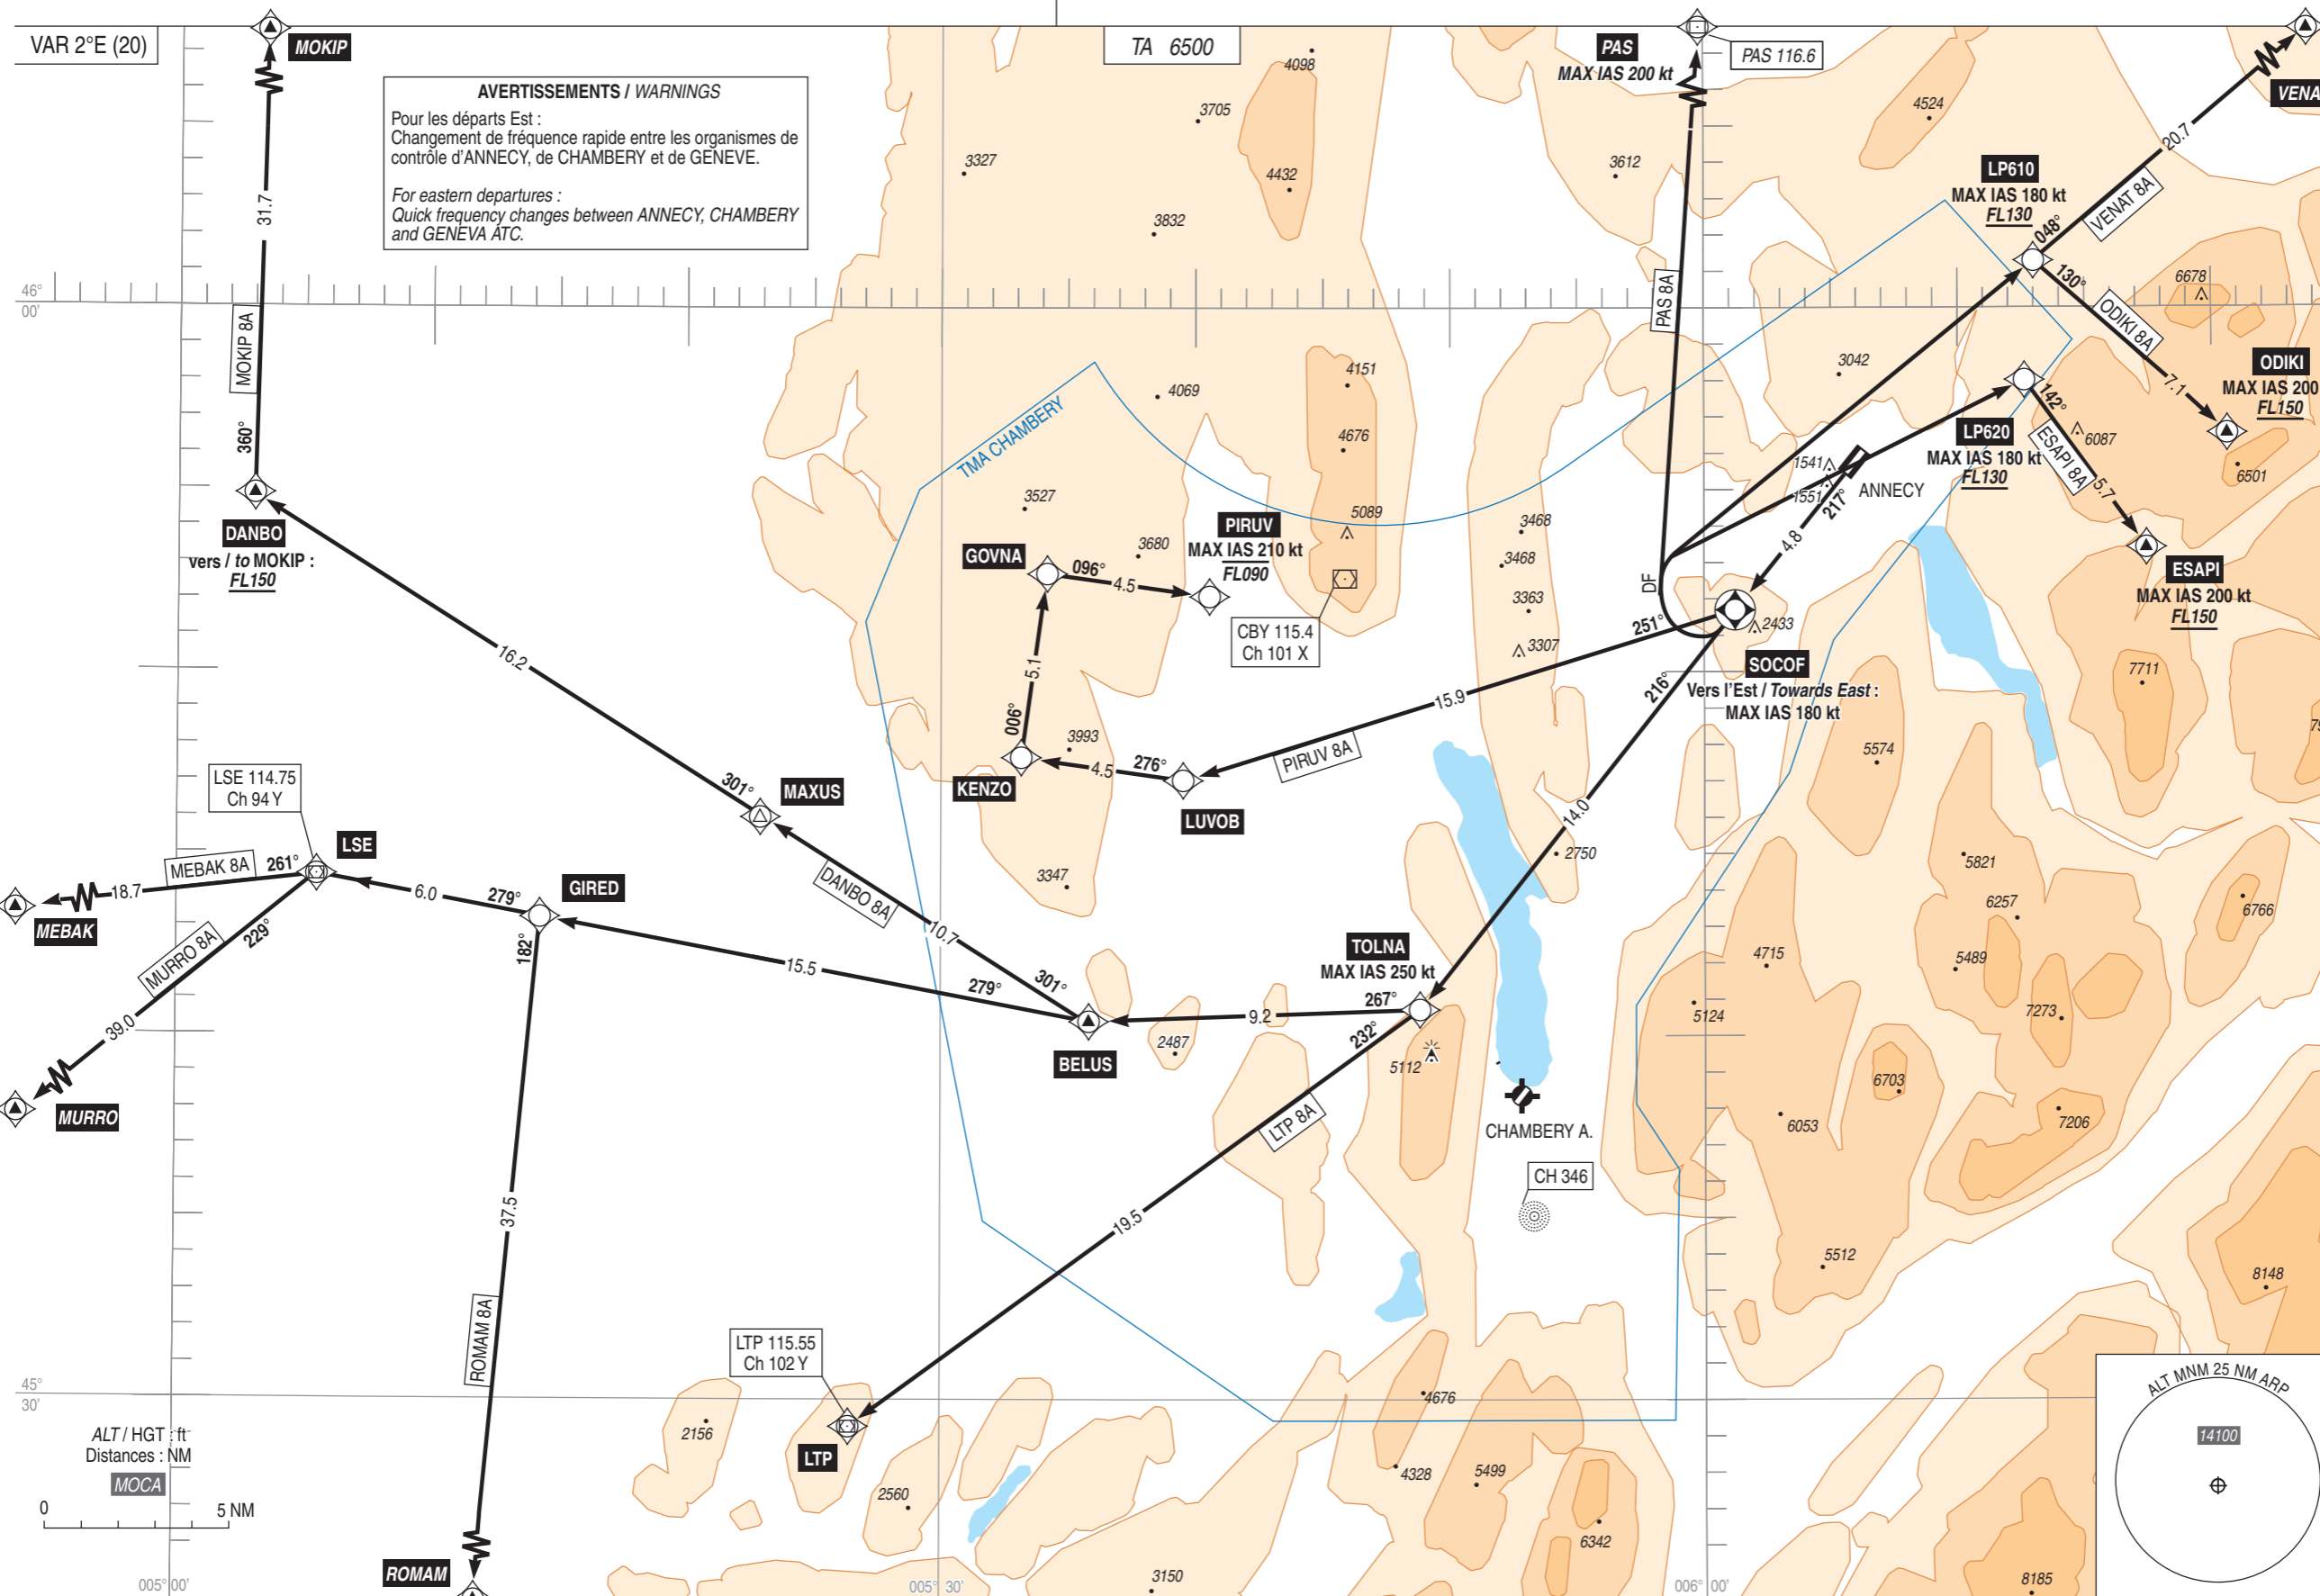 VAR 2°E (20)
MOKIP
TA 6500
PAS
MAX IAS 200 kt
PAS 116.6
AVERTISSEMENTS / WARNINGS
Pour les départs Est :
Changement de fréquence rapide entre les organismes de
contrôle d'ANNECY, de CHAMBERY et de GENEVE.
For eastern departures :
Quick frequency changes between ANNECY, CHAMBERY
and GENEVA ATC.
4098
3705
4432
3327
3832
3612
4524
VENA
20.7
LP610
MAX IAS 180 kt
FL130
VENAT 8A
048°
130°
6678
ODIKI 8A
7.1
ODIKI
MAX IAS 200
FL150
6501
31.7
46°
00'
MOKIP 8A
360°
PAS 8A
TMA CHAMBERY
4069
4151
4676
3042
142°
6087
LP620
MAX IAS 180 kt
FL130
ESAPI 8A
5.7
1541
1551
ANNECY
217°
4.8
DANBO
vers / to MOKIP :
FL150
3527
3680
GOVNA
096°
4.5
PIRUV
MAX IAS 210 kt
FL090
5089
3468
3468
3363
3307
DF
251°
2433
ESAPI
MAX IAS 200 kt
FL150
CBY 115.4
Ch 101 X
16.2
5.1
006°
15.9
216°
SOCOF
Vers l'Est / Towards East :
MAX IAS 180 kt
7711
79
5574
3993
PIRUV 8A
276°
4.5
KENZO
LUVOB
301°
MAXUS
14.0
LSE 114.75
Ch 94 Y
LSE
MEBAK 8A
261°
18.7
6.0
279°
GIRED
MEBAK
3347
DANBO 8A
2750
5821
6257
6766
MURRO 8A
229°
182°
10.7
15.5
TOLNA
MAX IAS 250 kt
4715
5489
279°
301°
267°
9.2
232°
5124
7273
39.0
BELUS
2487
5112
MURRO
6703
6053
7206
LTP 8A
CHAMBERY A.
CH 346
37.5
19.5
5512
8148
ROMAM 8A
LTP 115.55
Ch 102 Y
ALT MNM 25 NM ARP
14100
45°
30'
ALT / HGT : ft
Distances : NM
MOCA
0
5 NM
2156
LTP
4676
4328
5499
2560
6342
ROMAM
005° 00'
005° 30'
3150
006° 00'
8185